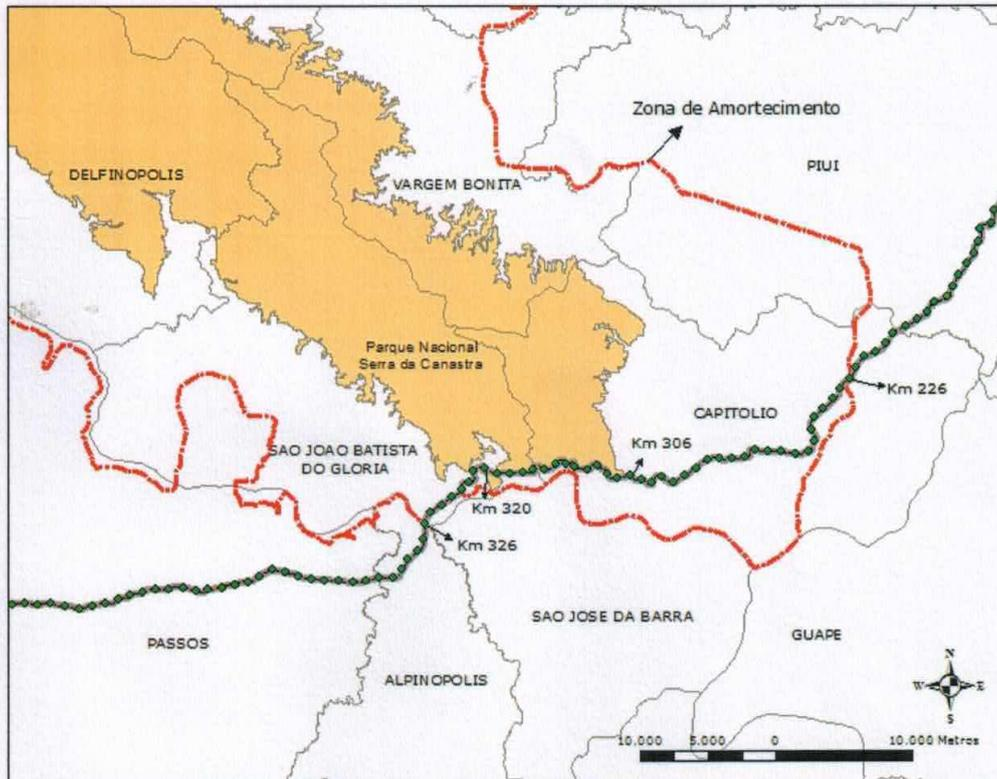 Zona de Amortecimento
PIUI
DELFINOPOLIS
VARGEM BONITA
Parque Nacional
Serra da Canastra
Km 226
CAPITOLIO
Km 306
SAO JOAO BATISTA
DO GLORIA
Km 320
Km 326
SAO JOSE DA BARRA
GUAPE
PASSOS
ALPINOPOLIS
N
W E
S
10.000 5.000 0 10.000 Metros